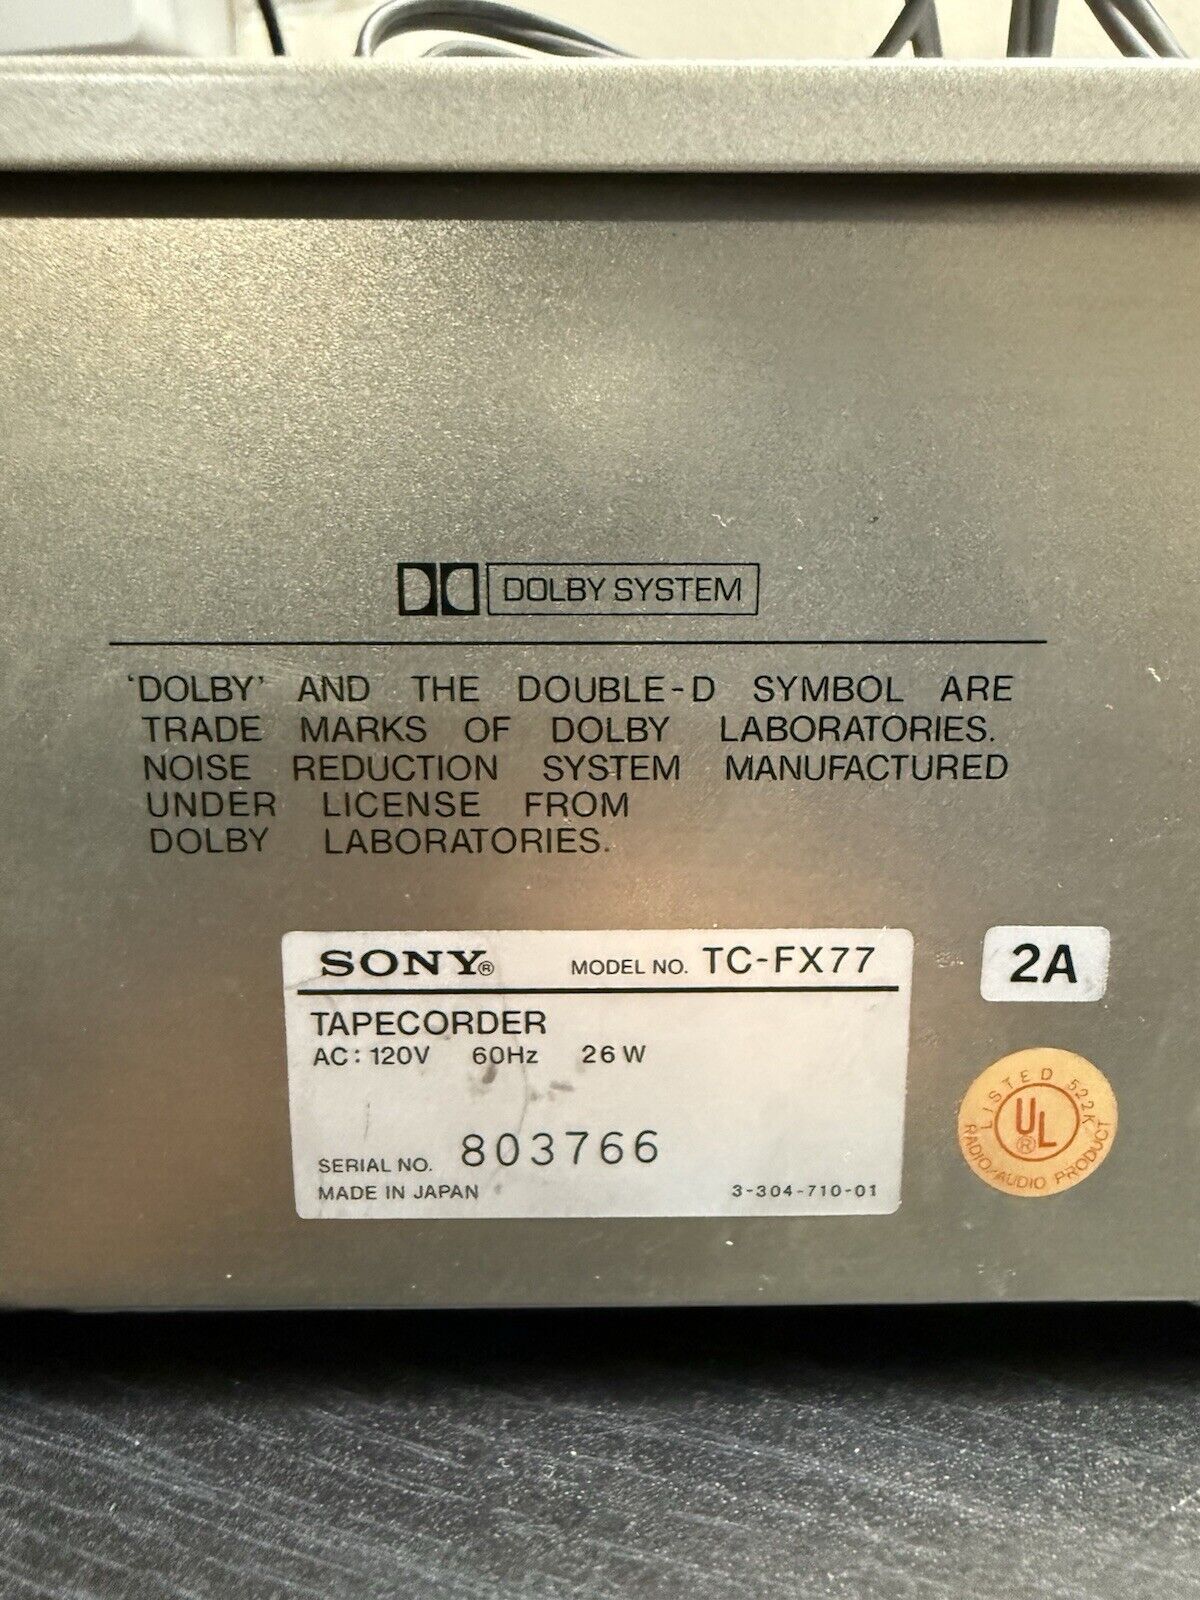 DOLBY SYSTEM
'DOLBY' AND THE DOUBLE-D SYMBOL ARE
TRADE MARKS OF DOLBY LABORATORIES.
NOISE REDUCTION SYSTEM MANUFACTURED
UNDER LICENSE FROM
DOLBY LABORATORIES.
SONY® MODEL NO. TC-FX77
TAPECORDER
AC: 120V 60Hz 26W
SERIAL NO. 803766
MADE IN JAPAN 3-304-710-01
2A
LISTED 522K
UL®
RADIO/AUDIO PRODUCT